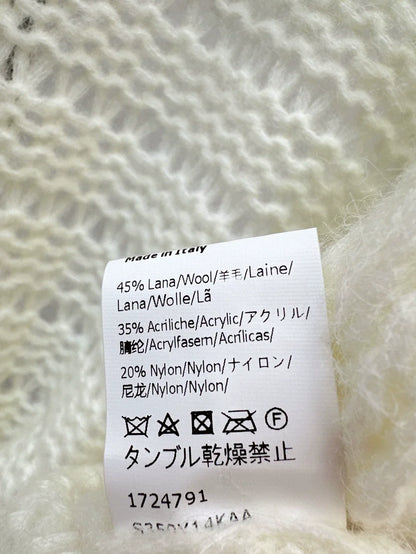 Made in Italy
45% Lana/Wool/羊毛/Laine/
Lana/Wolle/Lã
35% Acriliche/Acrylic/アクリル/
腈纶/Acrylfasern/Acrílicas/
20% Nylon/Nylon/ナイロン/
尼龙/Nylon/Nylon/
F
タンブル乾燥禁止
1724791